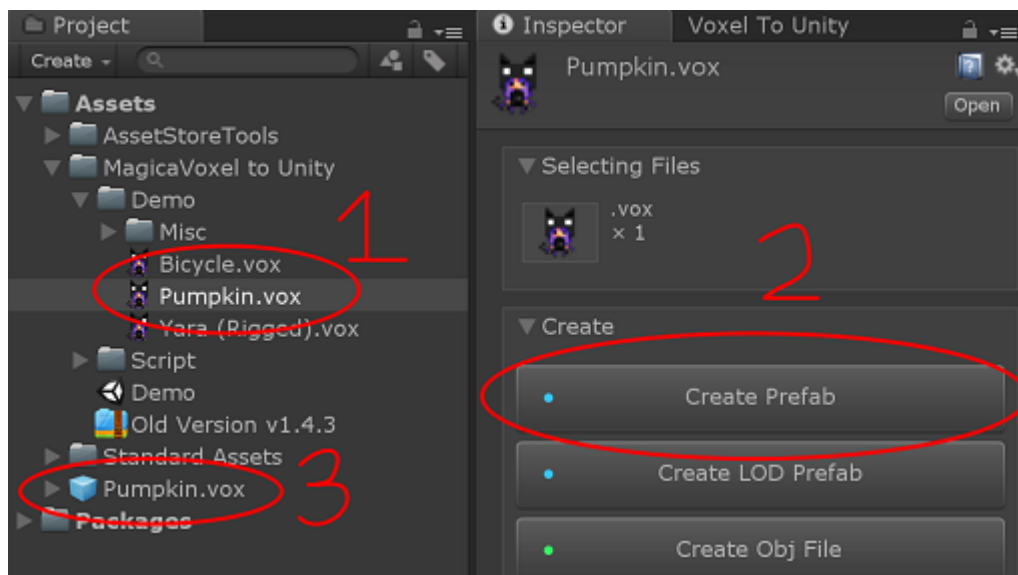 Project
Create
Assets
AssetStoreTools
MagicaVoxel to Unity
Demo
Misc
1
Bicycle.vox
Pumpkin.vox
Yara (Rigged).vox
Script
Demo
Old Version v1.4.3
Standard Assets
Pumpkin.vox
3
Packages
Inspector
Voxel To Unity
Pumpkin.vox
Open
Selecting Files
.vox
× 1
2
Create
Create Prefab
Create LOD Prefab
Create Obj File